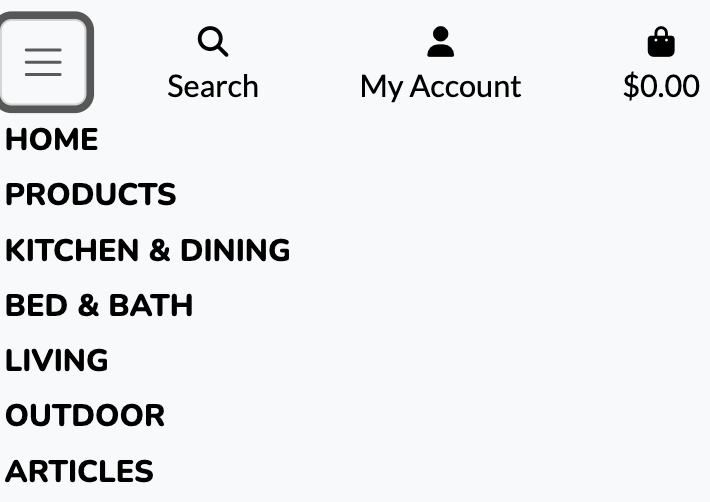 Search My Account $0.00
HOME
PRODUCTS
KITCHEN & DINING
BED & BATH
LIVING
OUTDOOR
ARTICLES